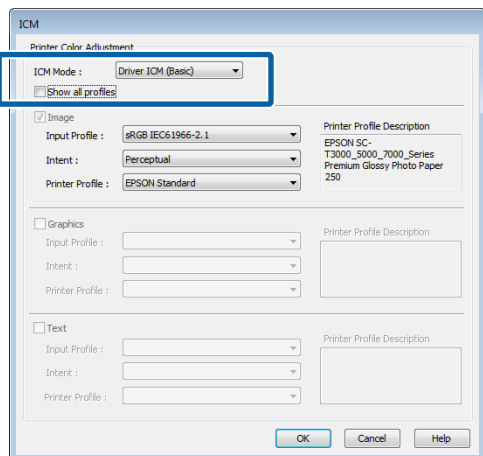 ICM
Printer Color Adjustment
ICM Mode :
Driver ICM (Basic)
Show all profiles
Image
Input Profile :
sRGB IEC61966-2.1
Intent :
Perceptual
Printer Profile :
EPSON Standard
Printer Profile Description
EPSON SC-
T3000_5000_7000_Series
Premium Glossy Photo Paper
250
Graphics
Input Profile :
Intent :
Printer Profile :
Printer Profile Description
Text
Input Profile :
Intent :
Printer Profile :
Printer Profile Description
OK
Cancel
Help